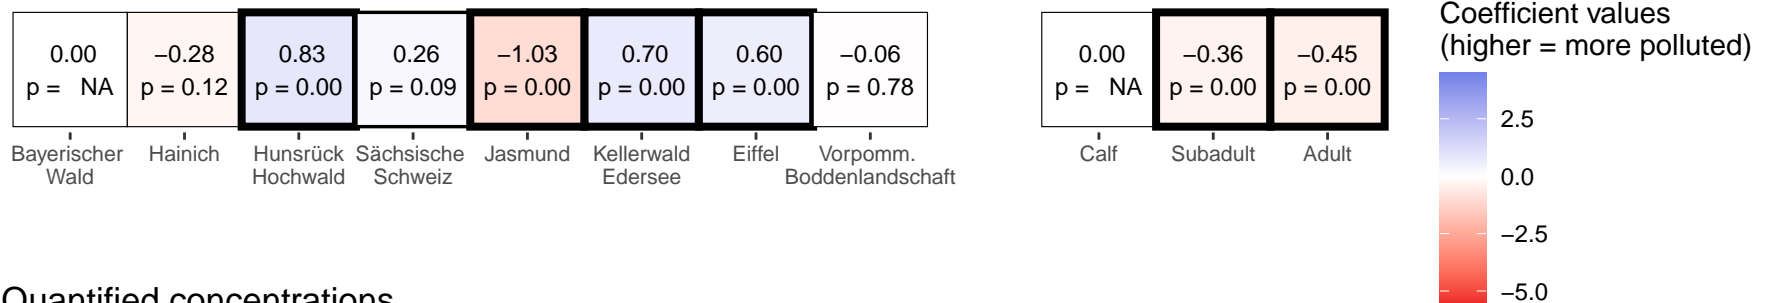 0.00 −0.28 0.83 0.26 −1.03 0.70 0.60 −0.06
p = NA p = 0.12 p = 0.00 p = 0.09 p = 0.00 p = 0.00 p = 0.00 p = 0.78
Bayerischer Hainich Hunsrück Sächsische Jasmund Kellerwald Eiffel Vorpomm.
Wald Hochwald Schweiz Edersee Boddenlandschaft
0.00 −0.36 −0.45
p = NA p = 0.00 p = 0.00
Calf Subadult Adult
Coefficient values
(higher = more polluted)
2.5
0.0
−2.5
−5.0
Quantified concentrations